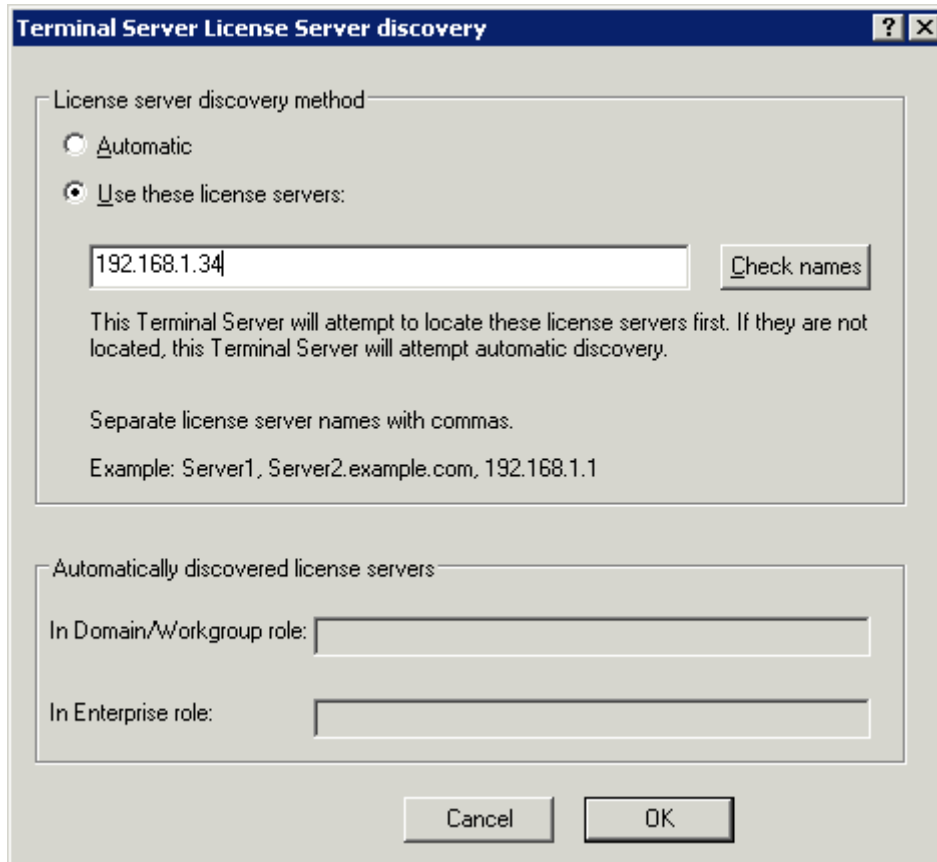 Terminal Server License Server discovery
License server discovery method
Automatic
Use these license servers:
192.168.1.34
Check names
This Terminal Server will attempt to locate these license servers first. If they are not
located, this Terminal Server will attempt automatic discovery.
Separate license server names with commas.
Example: Server1, Server2.example.com, 192.168.1.1
Automatically discovered license servers
In Domain/Workgroup role:
In Enterprise role:
Cancel
OK